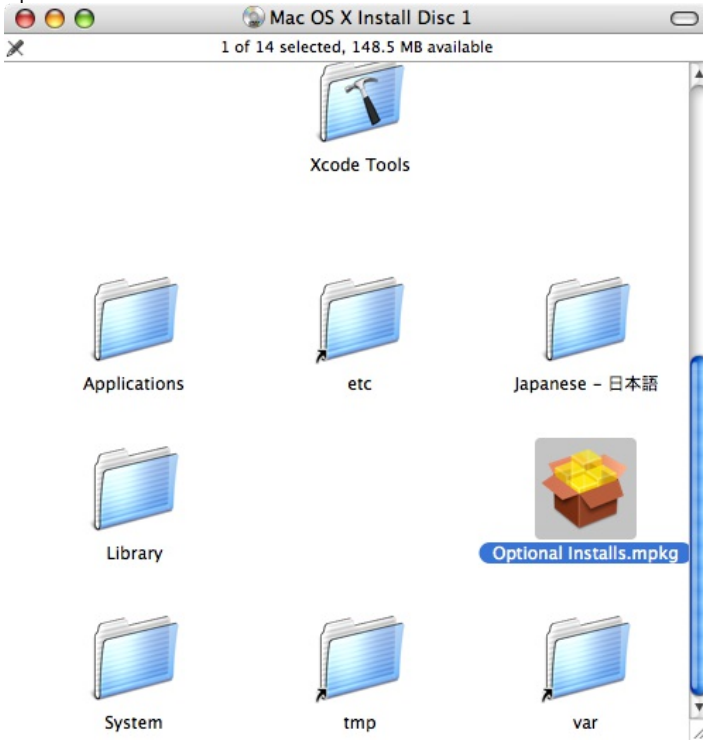 Mac OS X Install Disc 1
1 of 14 selected, 148.5 MB available
Xcode Tools
Applications
etc
Japanese – 日本語
Library
Optional Installs.mpkg
System
tmp
var